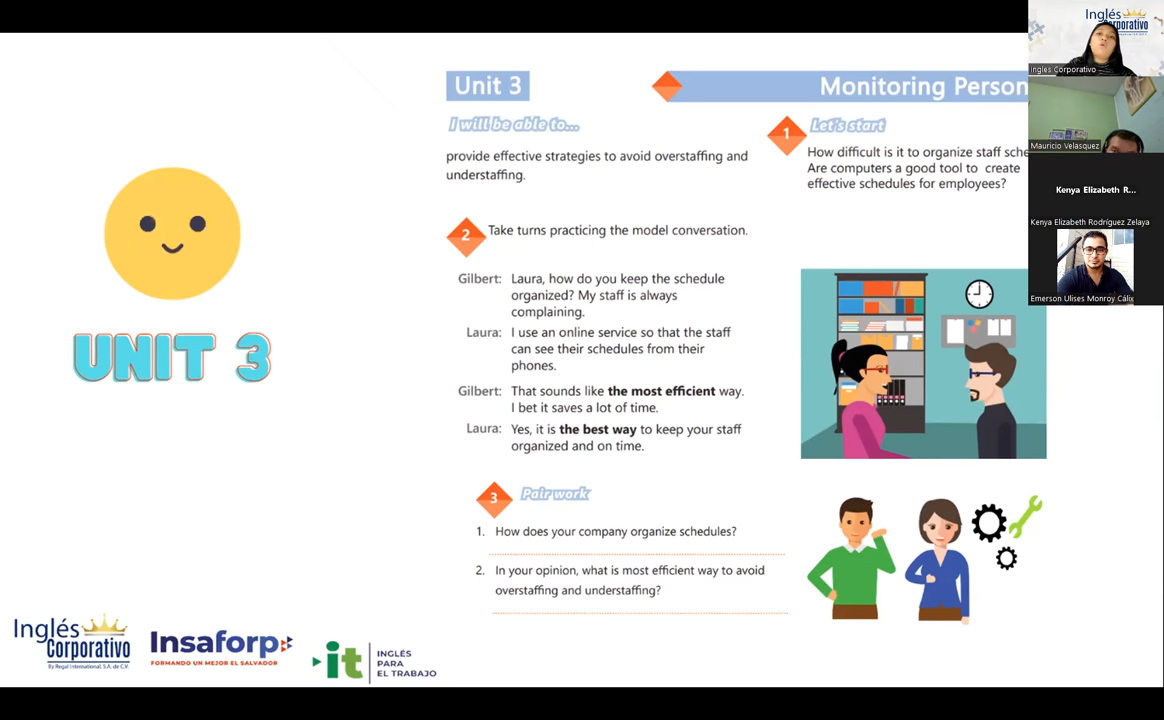 UNIT 3
Unit 3
Monitoring Person
I will be able to...
provide effective strategies to avoid overstaffing and
understaffing.
1
Let's start
How difficult is it to organize staff sche
Are computers a good tool to create
effective schedules for employees?
2
Take turns practicing the model conversation.
Gilbert: Laura, how do you keep the schedule
organized? My staff is always
complaining.
Laura: I use an online service so that the staff
can see their schedules from their
phones.
Gilbert: That sounds like the most efficient way.
I bet it saves a lot of time.
Laura: Yes, it is the best way to keep your staff
organized and on time.
3
Pair work
1. How does your company organize schedules?
2. In your opinion, what is most efficient way to avoid
overstaffing and understaffing?
Inglés
Corporativo
By Regal International, S.A. de C.V.
Insaforp
FORMANDO UN MEJOR EL SALVADOR
it
INGLÉS
PARA
EL TRABAJO
Inglés
Corporativo
Ingles Corporativo
Mauricio Velasquez
Kenya Elizabeth R...
Kenya Elizabeth Rodríguez Zelaya
Emerson Ulises Monroy Cálix